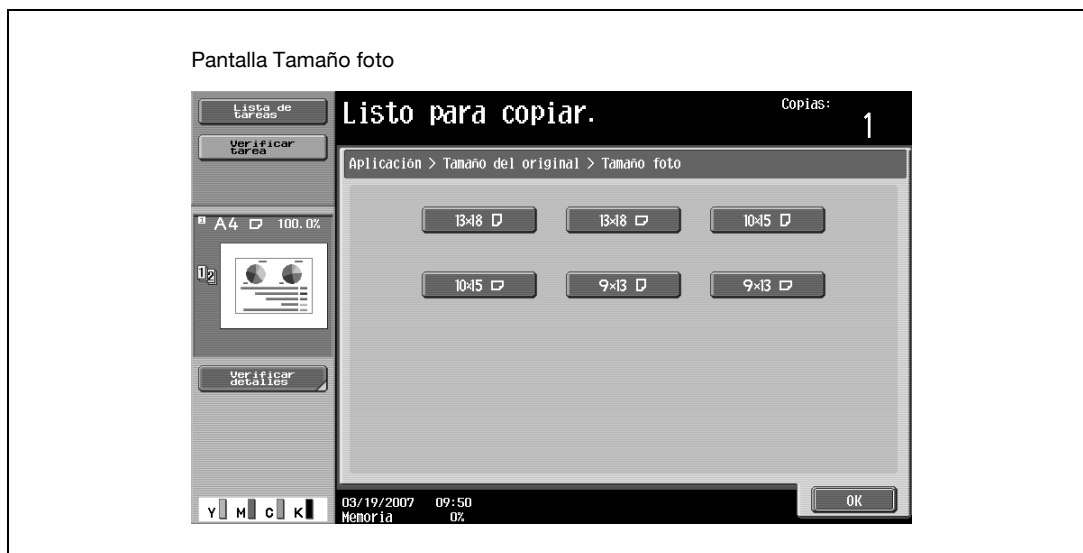 Pantalla Tamaño foto
Lista de
tareas
Listo para copiar.
Copias:
1
Verificar
tarea
Aplicación > Tamaño del original > Tamaño foto
13×18
13×18
10×15
A4 100.0%
1 2
10×15
9×13
9×13
Verificar
detalles
OK
Y M C K
03/19/2007 09:50
Memoria 0%